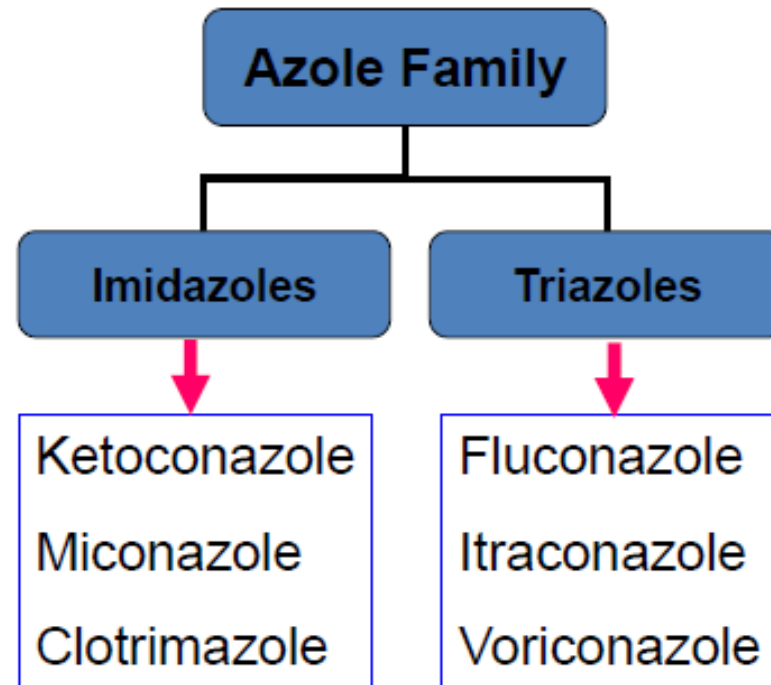 Azole Family
Imidazoles
Triazoles
Ketoconazole
Miconazole
Clotrimazole
Fluconazole
Itraconazole
Voriconazole